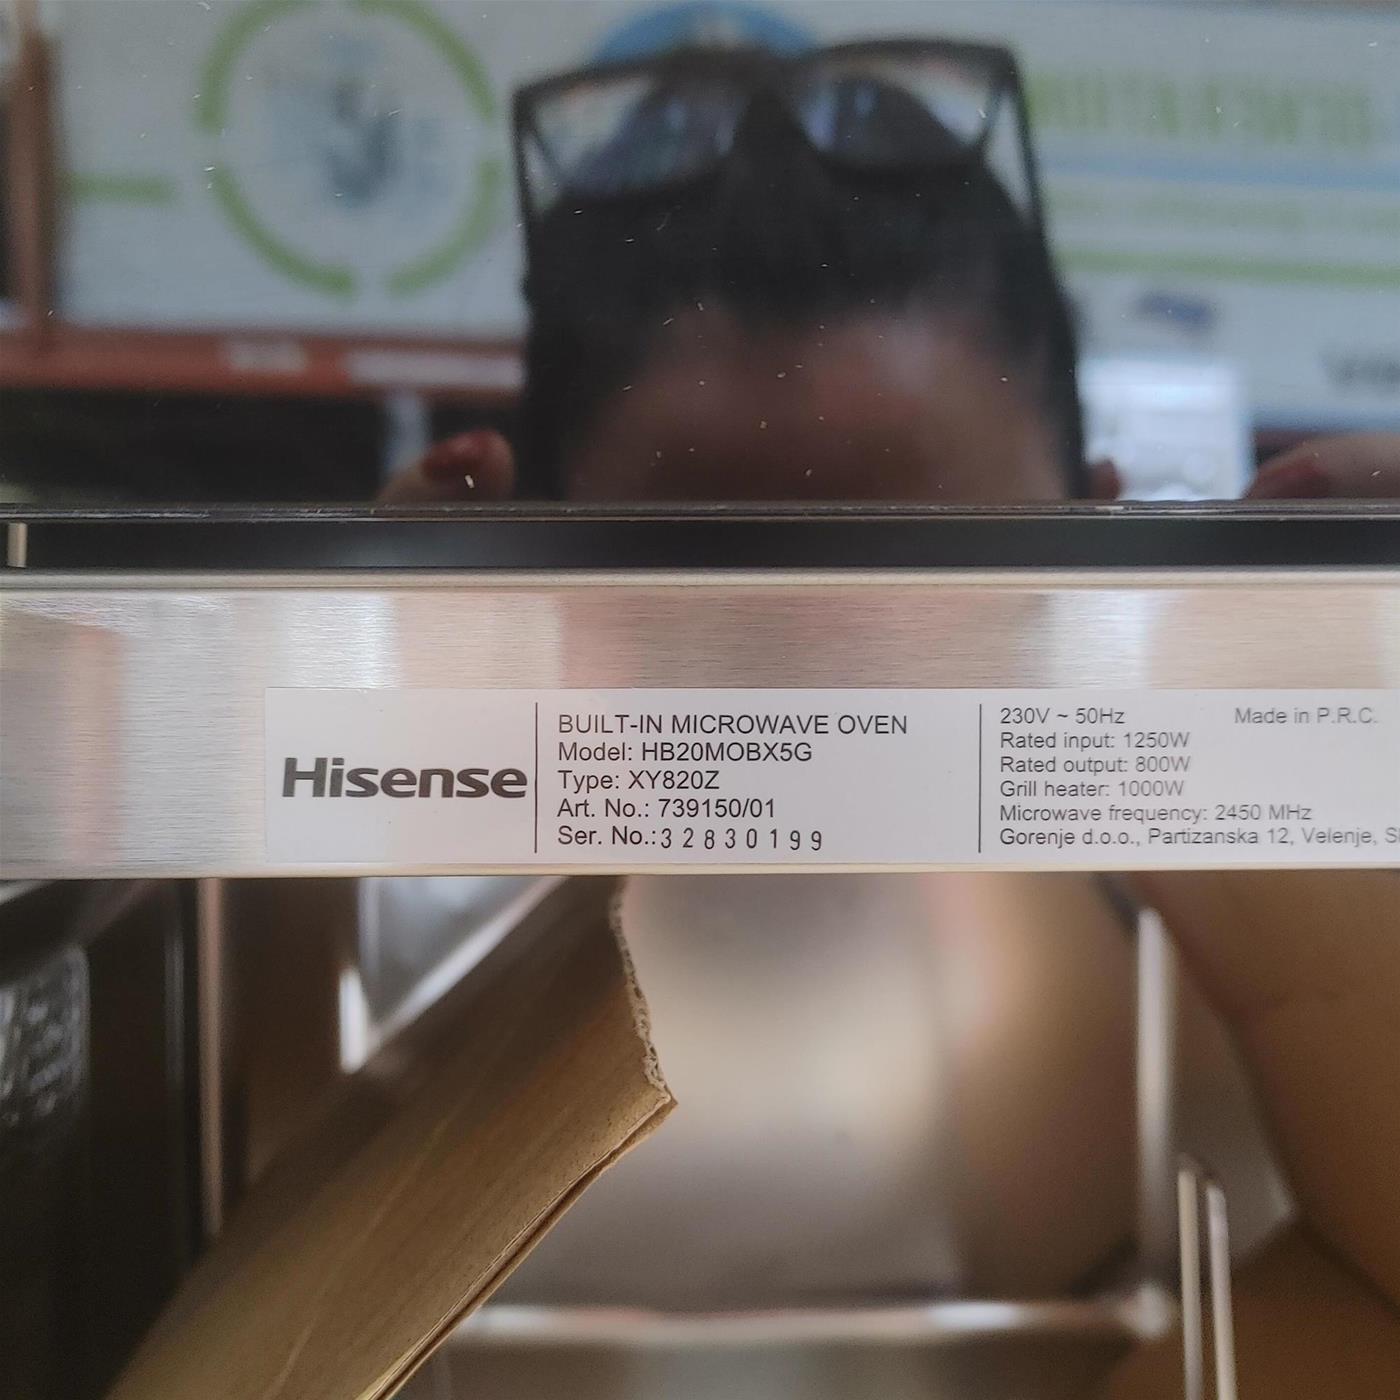 Hisense
BUILT-IN MICROWAVE OVEN
Model: HB20MOBX5G
Type: XY820Z
Art. No.: 739150/01
Ser. No.:32830199
230V ~ 50Hz
Made in P.R.C.
Rated input: 1250W
Rated output: 800W
Grill heater: 1000W
Microwave frequency: 2450 MHz
Gorenje d.o.o., Partizanska 12, Velenje,